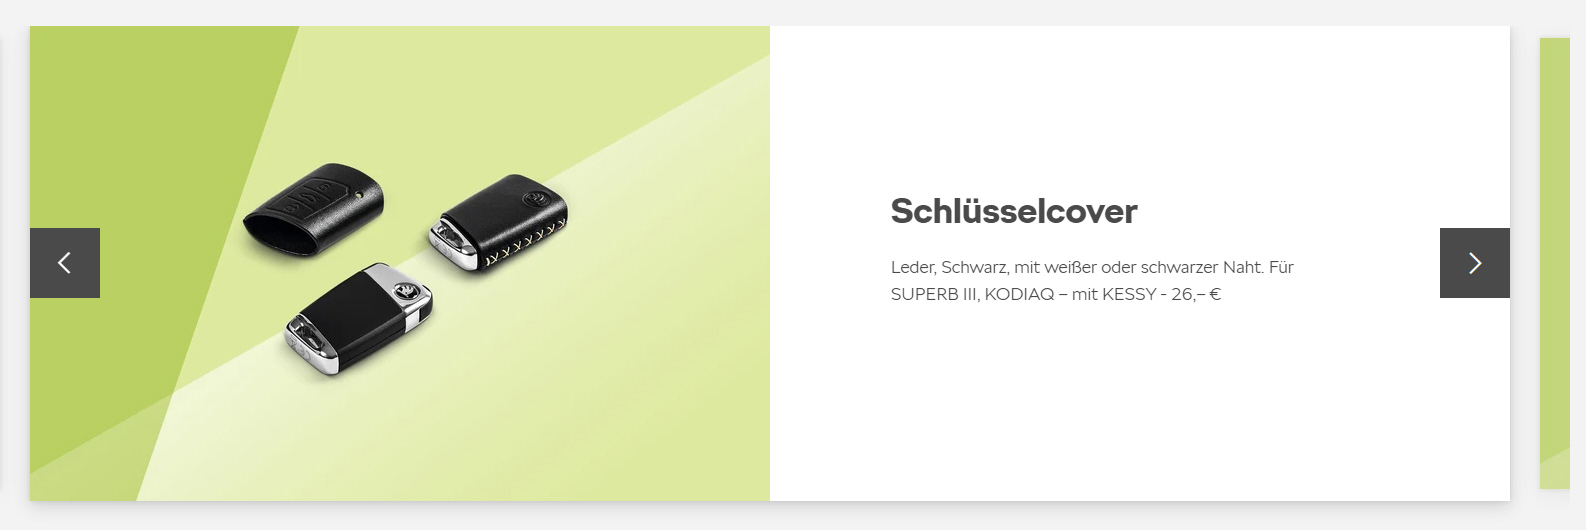 Schlüsselcover
Leder, Schwarz, mit weißer oder schwarzer Naht. Für
SUPERB III, KODIAQ – mit KESSY - 26,– €